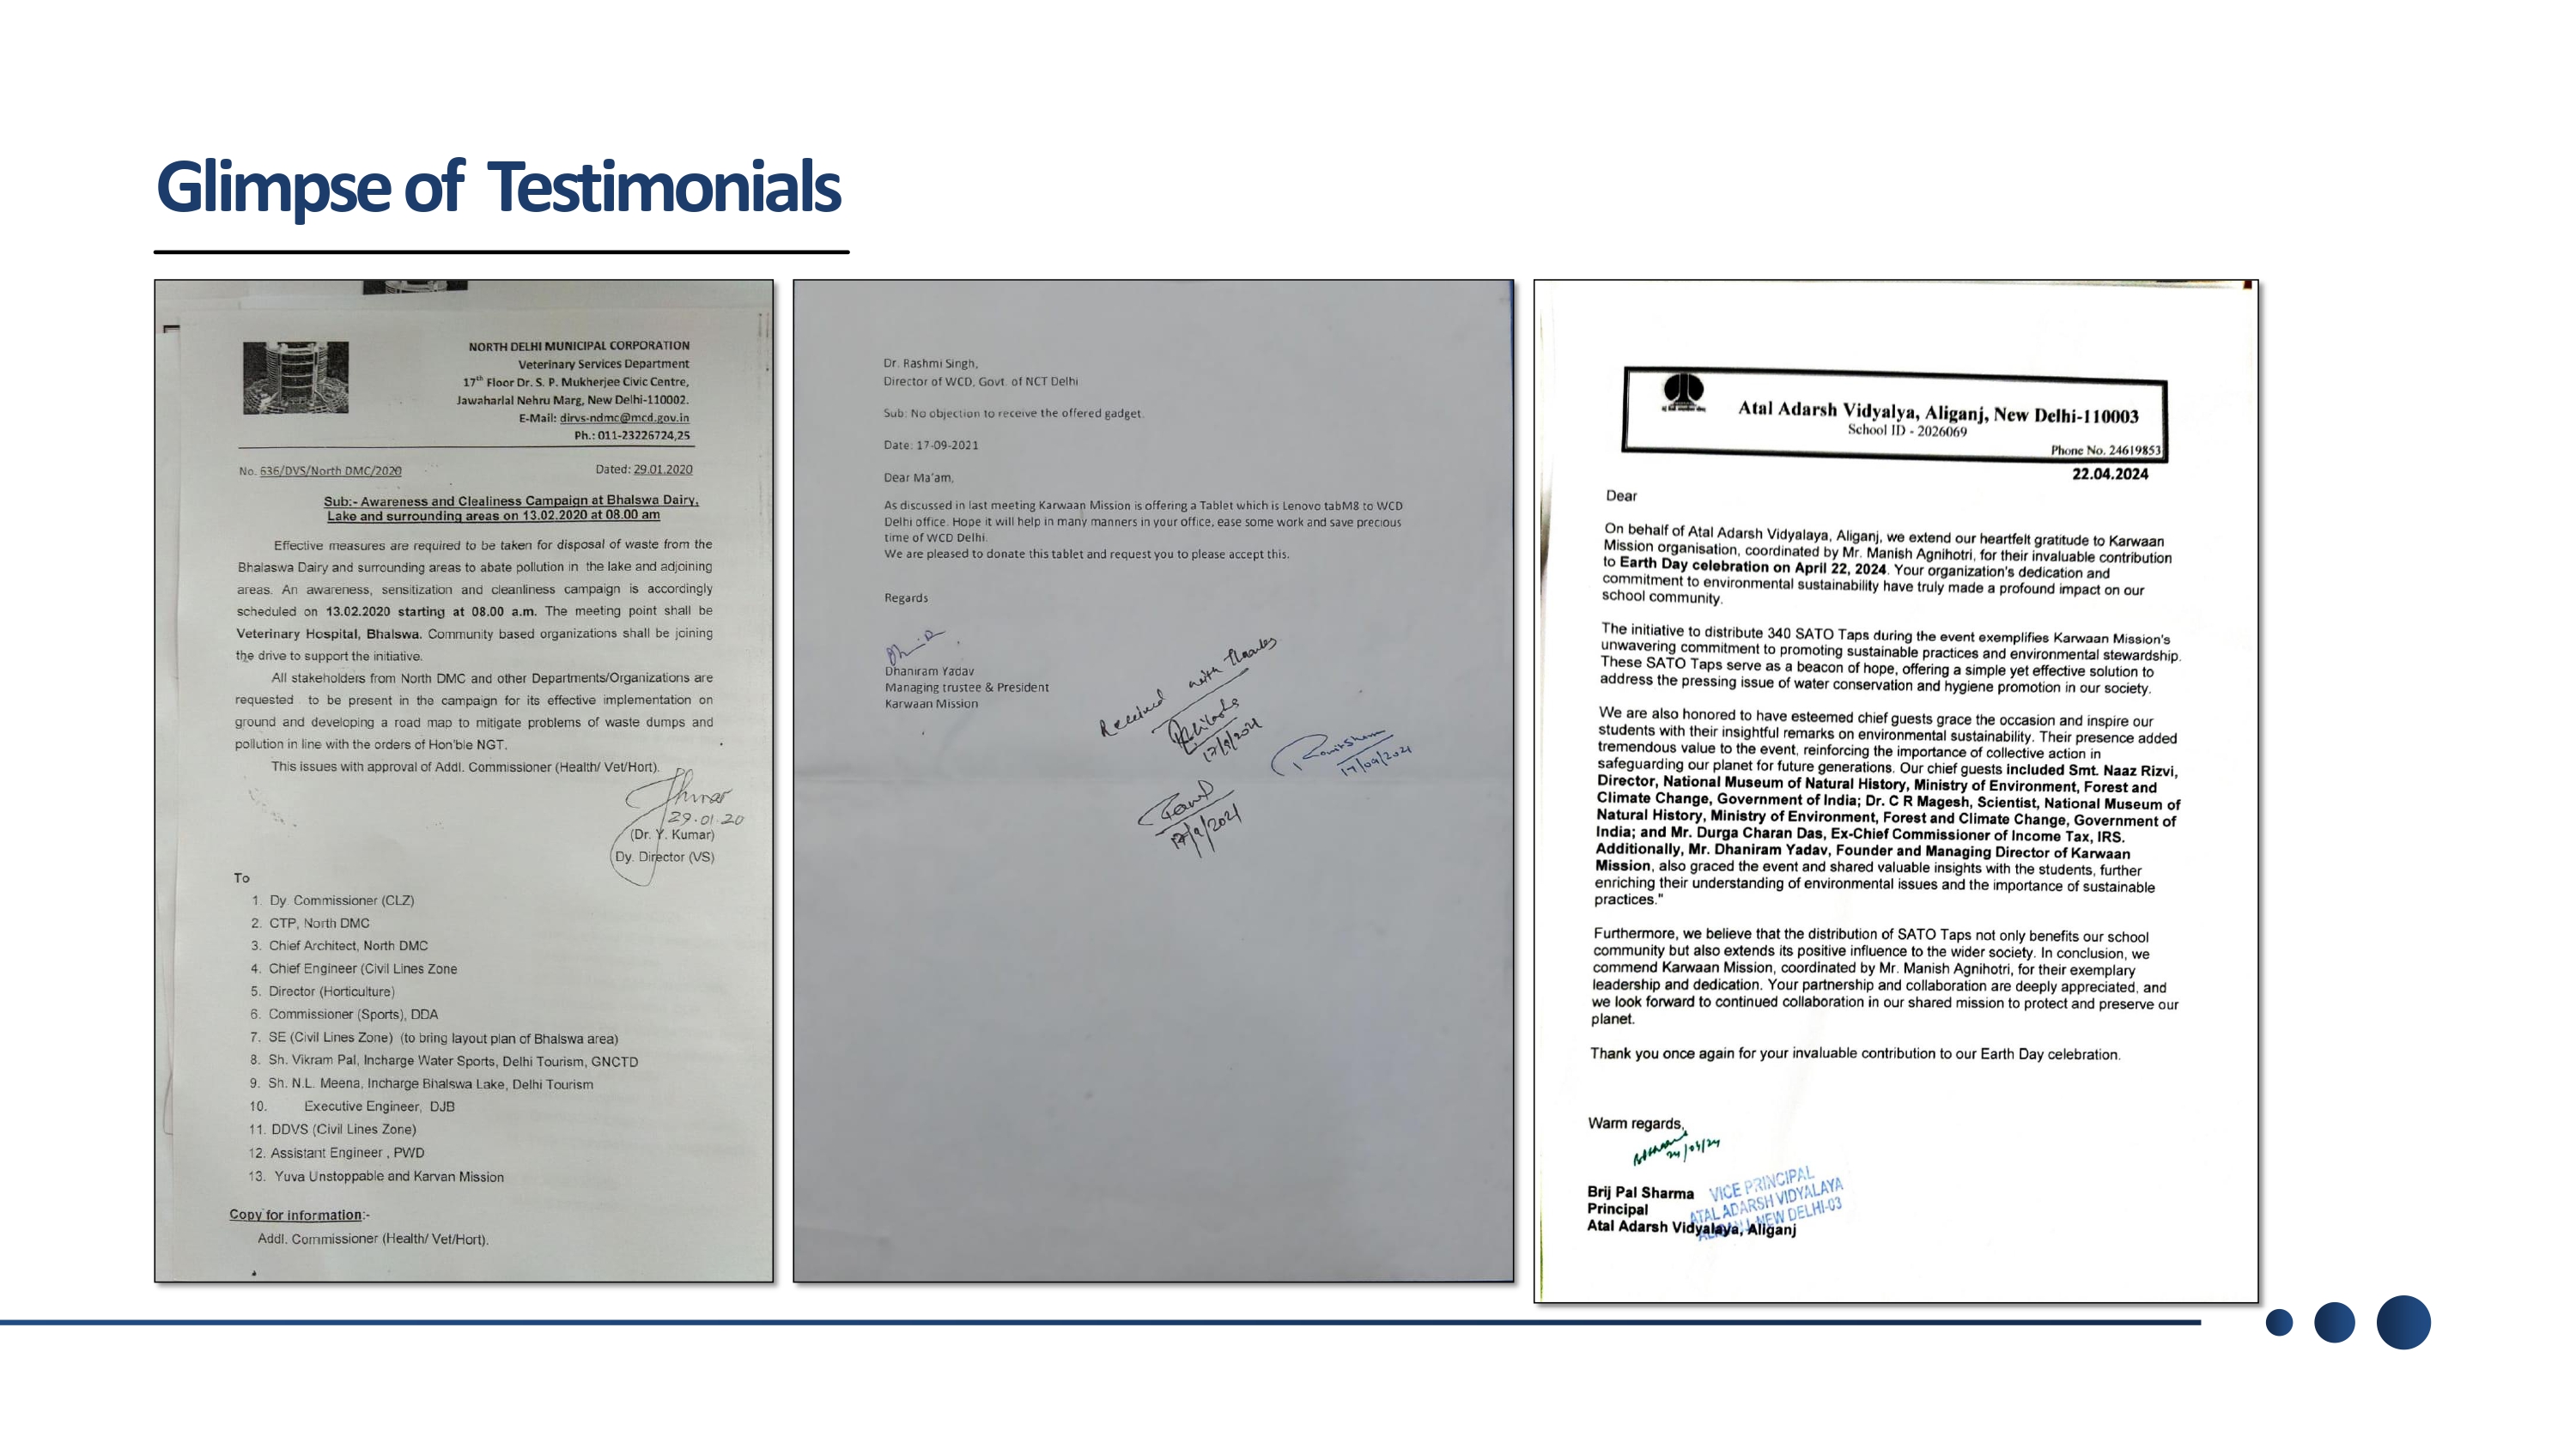 Glimpse of Testimonials
NORTH DELHI MUNICIPAL CORPORATION
Veterinary Services Department
17th Floor Dr. S. P. Mukherjee Civic Centre,
Jawaharlal Nehru Marg, New Delhi-110002.
E-Mail: dirvs-ndmc@mcd.gov.in
Ph.: 011-23226724,25
No. 636/DVS/North DMC/2020 Dated: 29.01.2020
Sub:- Awareness and Clealiness Campaign at Bhalswa Dairy,
Lake and surrounding areas on 13.02.2020 at 08.00 am
Effective measures are required to be taken for disposal of waste from the
Bhalaswa Dairy and surrounding areas to abate pollution in the lake and adjoining
areas. An awareness, sensitization and cleanliness campaign is accordingly
scheduled on 13.02.2020 starting at 08.00 a.m. The meeting point shall be
Veterinary Hospital, Bhalswa. Community based organizations shall be joining
the drive to support the initiative.
All stakeholders from North DMC and other Departments/Organizations are
requested to be present in the campaign for its effective implementation on
ground and developing a road map to mitigate problems of waste dumps and
pollution in line with the orders of Hon'ble NGT.
This issues with approval of Addl. Commissioner (Health/ Vet/Hort).
29.01.20
(Dr. Y. Kumar)
Dy. Director (VS)
To
1. Dy. Commissioner (CLZ)
2. CTP, North DMC
3. Chief Architect, North DMC
4. Chief Engineer (Civil Lines Zone
5. Director (Horticulture)
6. Commissioner (Sports), DDA
7. SE (Civil Lines Zone) (to bring layout plan of Bhalswa area)
8. Sh. Vikram Pal, Incharge Water Sports, Delhi Tourism, GNCTD
9. Sh. N.L. Meena, Incharge Bhalswa Lake, Delhi Tourism
10. Executive Engineer, DJB
11. DDVS (Civil Lines Zone)
12. Assistant Engineer , PWD
13. Yuva Unstoppable and Karvan Mission
Copy for information:-
Addl. Commissioner (Health/ Vet/Hort).
Dr. Rashmi Singh,
Director of WCD, Govt. of NCT Delhi
Sub: No objection to receive the offered gadget.
Date: 17-09-2021
Dear Ma'am,
As discussed in last meeting Karwaan Mission is offering a Tablet which is Lenovo tabM8 to WCD
Delhi office. Hope it will help in many manners in your office, ease some work and save precious
time of WCD Delhi.
We are pleased to donate this tablet and request you to please accept this.
Regards
Dhaniram Yadav
Managing trustee & President
Karwaan Mission
Received with thanks
17/9/2021
17/09/2021
17/9/2021
Atal Adarsh Vidyalya, Aliganj, New Delhi-110003
School ID - 2026069
Phone No. 24619853
22.04.2024
Dear
On behalf of Atal Adarsh Vidyalaya, Aliganj, we extend our heartfelt gratitude to Karwaan
Mission organisation, coordinated by Mr. Manish Agnihotri, for their invaluable contribution
to Earth Day celebration on April 22, 2024. Your organization's dedication and
commitment to environmental sustainability have truly made a profound impact on our
school community.
The initiative to distribute 340 SATO Taps during the event exemplifies Karwaan Mission's
unwavering commitment to promoting sustainable practices and environmental stewardship.
These SATO Taps serve as a beacon of hope, offering a simple yet effective solution to
address the pressing issue of water conservation and hygiene promotion in our society.
We are also honored to have esteemed chief guests grace the occasion and inspire our
students with their insightful remarks on environmental sustainability. Their presence added
tremendous value to the event, reinforcing the importance of collective action in
safeguarding our planet for future generations. Our chief guests included Smt. Naaz Rizvi,
Director, National Museum of Natural History, Ministry of Environment, Forest and
Climate Change, Government of India; Dr. C R Magesh, Scientist, National Museum of
Natural History, Ministry of Environment, Forest and Climate Change, Government of
India; and Mr. Durga Charan Das, Ex-Chief Commissioner of Income Tax, IRS.
Additionally, Mr. Dhaniram Yadav, Founder and Managing Director of Karwaan
Mission, also graced the event and shared valuable insights with the students, further
enriching their understanding of environmental issues and the importance of sustainable
practices."
Furthermore, we believe that the distribution of SATO Taps not only benefits our school
community but also extends its positive influence to the wider society. In conclusion, we
commend Karwaan Mission, coordinated by Mr. Manish Agnihotri, for their exemplary
leadership and dedication. Your partnership and collaboration are deeply appreciated, and
we look forward to continued collaboration in our shared mission to protect and preserve our
planet.
Thank you once again for your invaluable contribution to our Earth Day celebration.
Warm regards,
Brij Pal Sharma
Principal
Atal Adarsh Vidyalaya, Aliganj
VICE PRINCIPAL
ATAL ADARSH VIDYALAYA
NEW DELHI-03